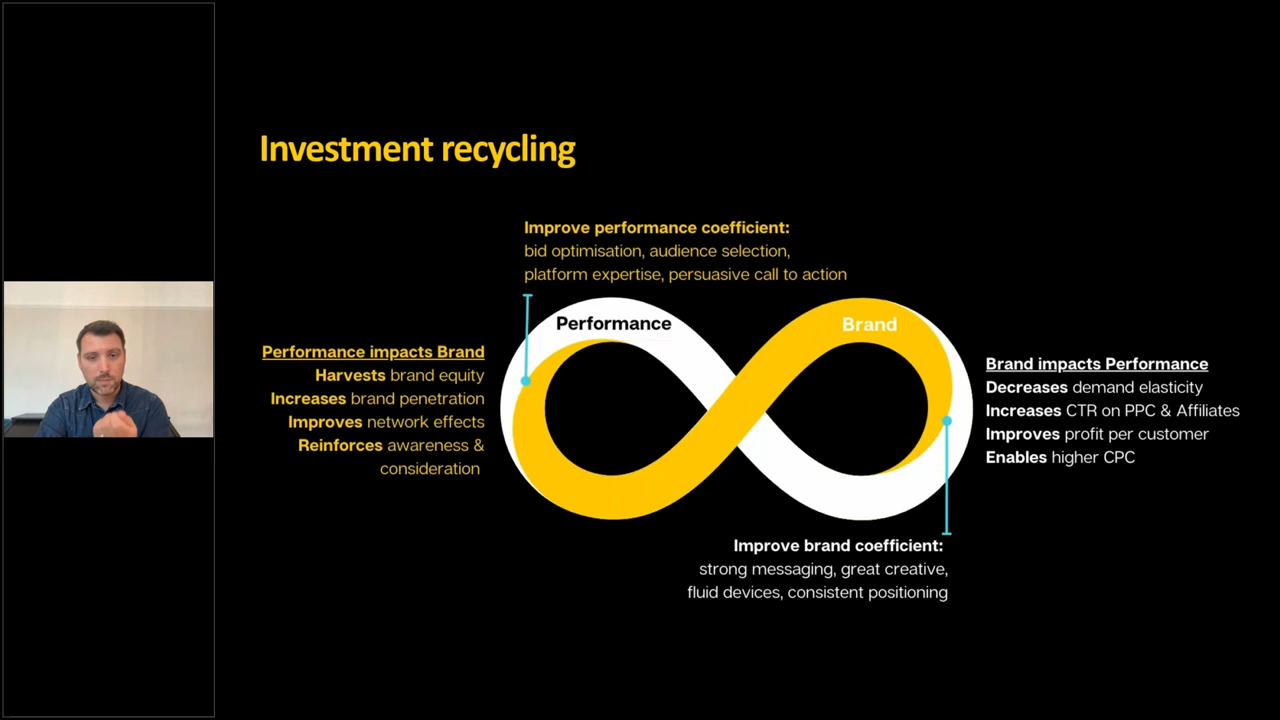 Investment recycling
Improve performance coefficient:
bid optimisation, audience selection,
platform expertise, persuasive call to action
Performance
Brand
Performance impacts Brand
Harvests brand equity
Increases brand penetration
Improves network effects
Reinforces awareness &
consideration
Brand impacts Performance
Decreases demand elasticity
Increases CTR on PPC & Affiliates
Improves profit per customer
Enables higher CPC
Improve brand coefficient:
strong messaging, great creative,
fluid devices, consistent positioning